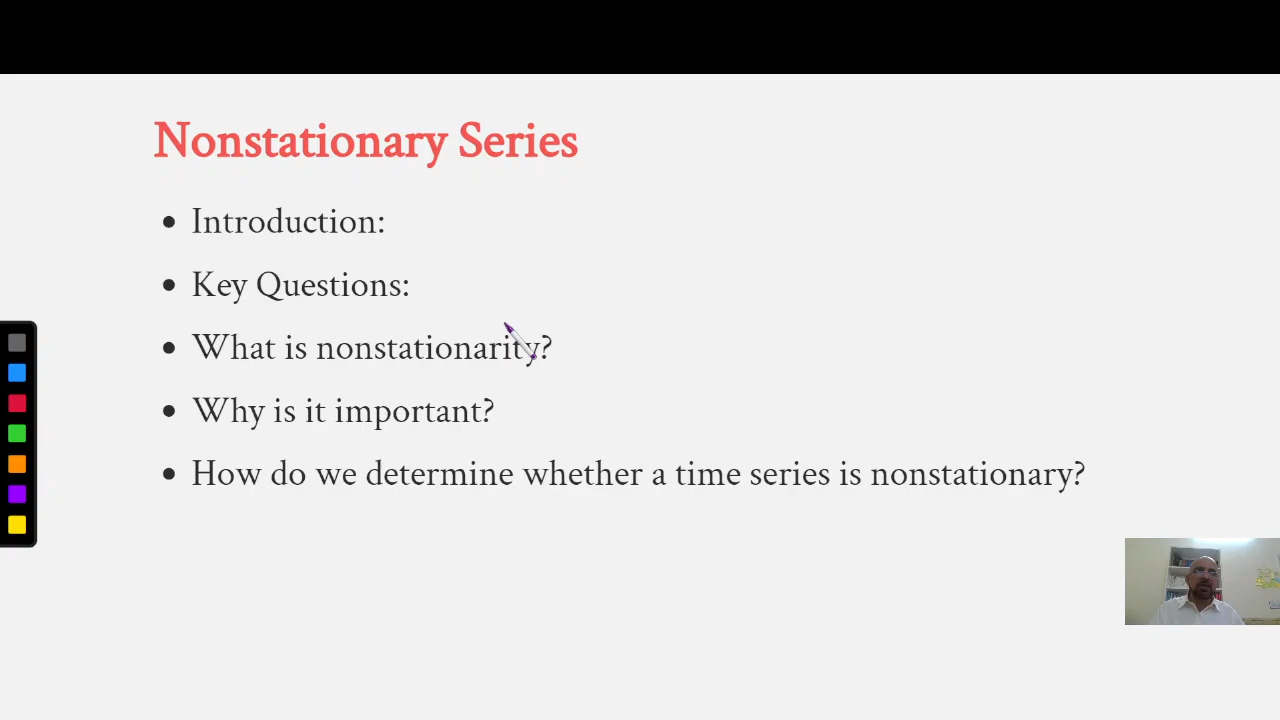 Nonstationary Series
• Introduction:
• Key Questions:
• What is nonstationarity?
• Why is it important?
• How do we determine whether a time series is nonstationary?